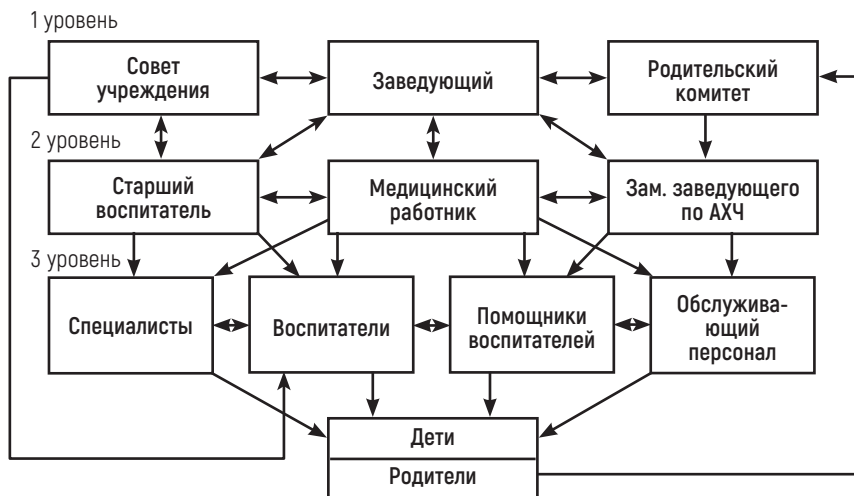 1 уровень
Совет
учреждения
Заведующий
Родительский
комитет
2 уровень
Старший
воспитатель
Медицинский
работник
Зам. заведующего
по АХЧ
3 уровень
Специалисты
Воспитатели
Помощники
воспитателей
Обслужива-
ющий
персонал
Дети
Родители